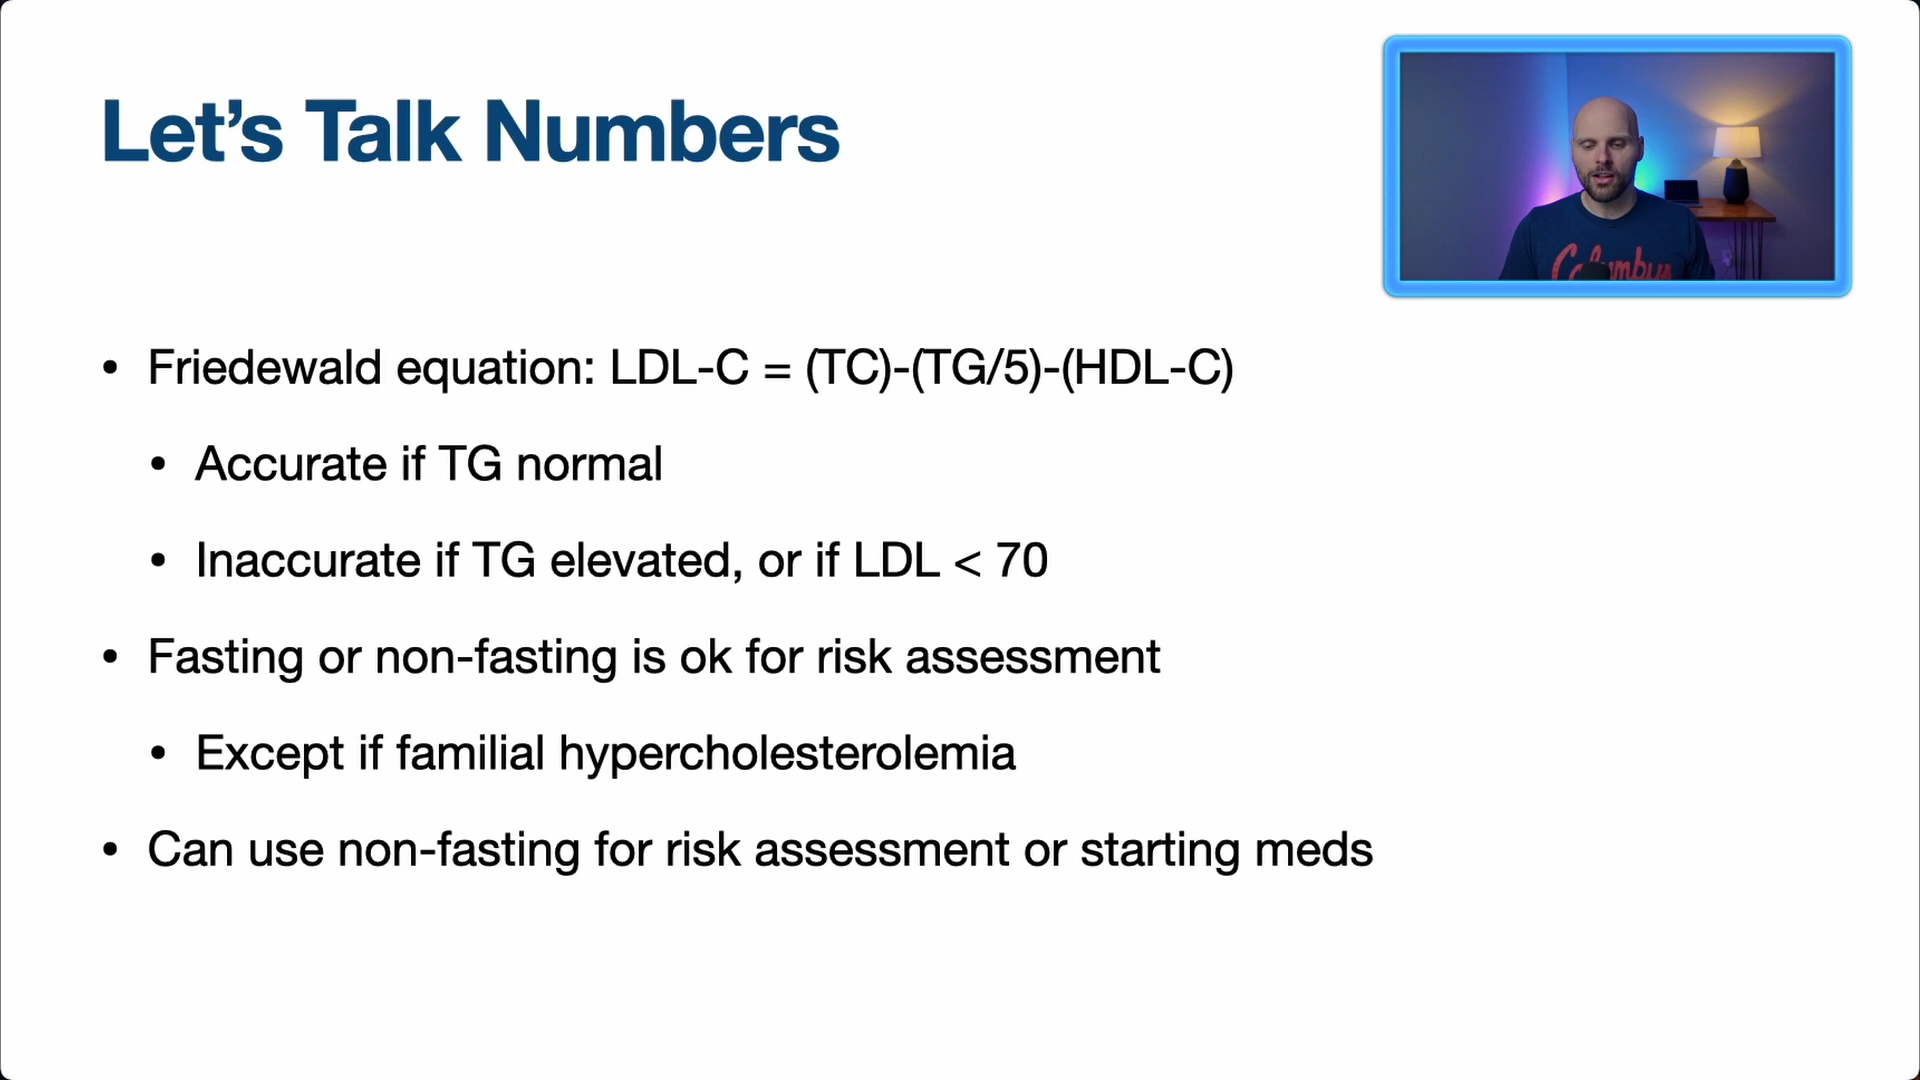 Let's Talk Numbers
• Friedewald equation: LDL-C = (TC)-(TG/5)-(HDL-C)
• Accurate if TG normal
• Inaccurate if TG elevated, or if LDL < 70
• Fasting or non-fasting is ok for risk assessment
• Except if familial hypercholesterolemia
• Can use non-fasting for risk assessment or starting meds
Columbus